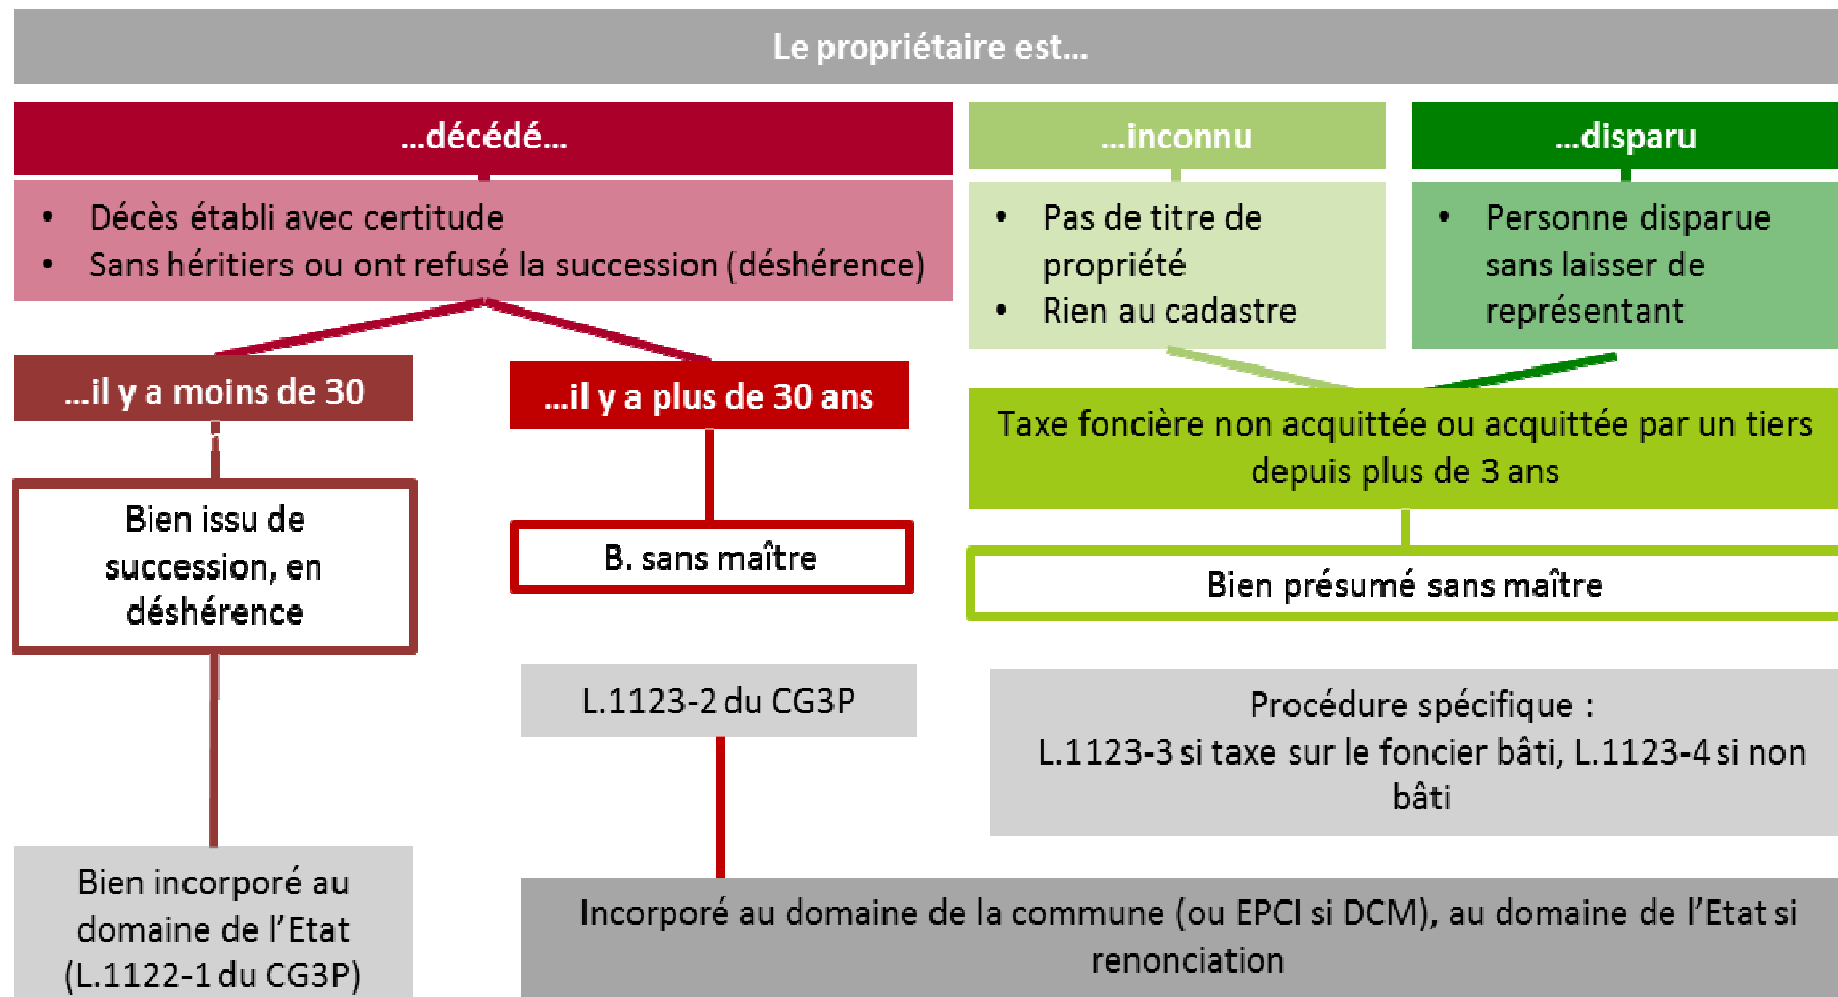 Le propriétaire est...
...décédé...
...inconnu
...disparu
• Décès établi avec certitude
• Sans héritiers ou ont refusé la succession (déshérence)
• Pas de titre de
propriété
• Rien au cadastre
• Personne disparue
sans laisser de
représentant
...il y a moins de 30
...il y a plus de 30 ans
Taxe foncière non acquittée ou acquittée par un tiers
depuis plus de 3 ans
Bien issu de
succession, en
déshérence
B. sans maître
Bien présumé sans maître
L.1123-2 du CG3P
Procédure spécifique :
L.1123-3 si taxe sur le foncier bâti, L.1123-4 si non
bâti
Bien incorporé au
domaine de l'Etat
(L.1122-1 du CG3P)
Incorporé au domaine de la commune (ou EPCI si DCM), au domaine de l'Etat si
renonciation